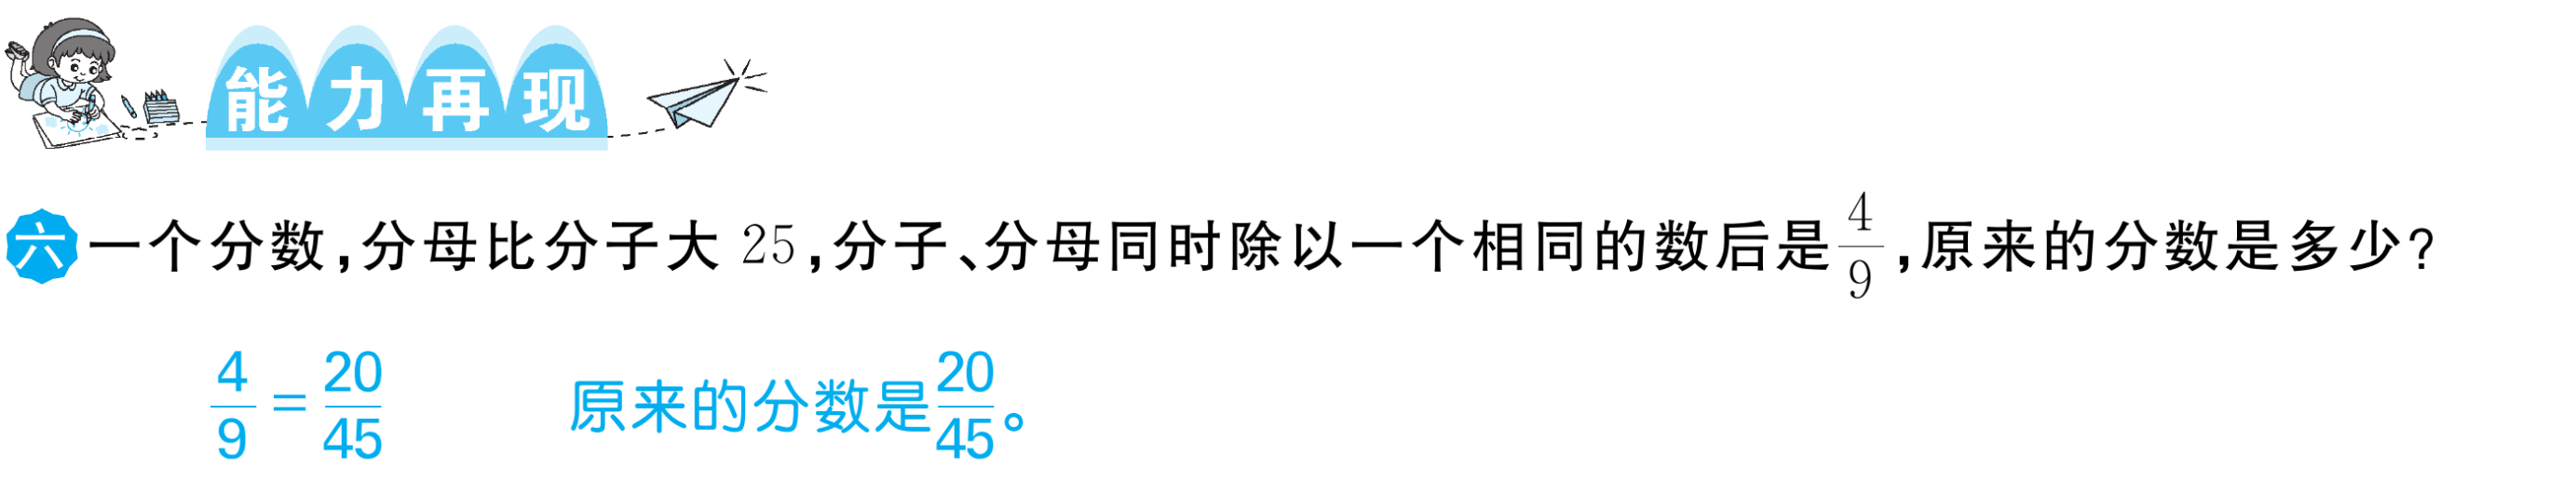 能力再现
六 一个分数,分母比分子大 25,分子、分母同时除以一个相同的数后是4/9,原来的分数是多少?
4/9=20/45 原来的分数是20/45。